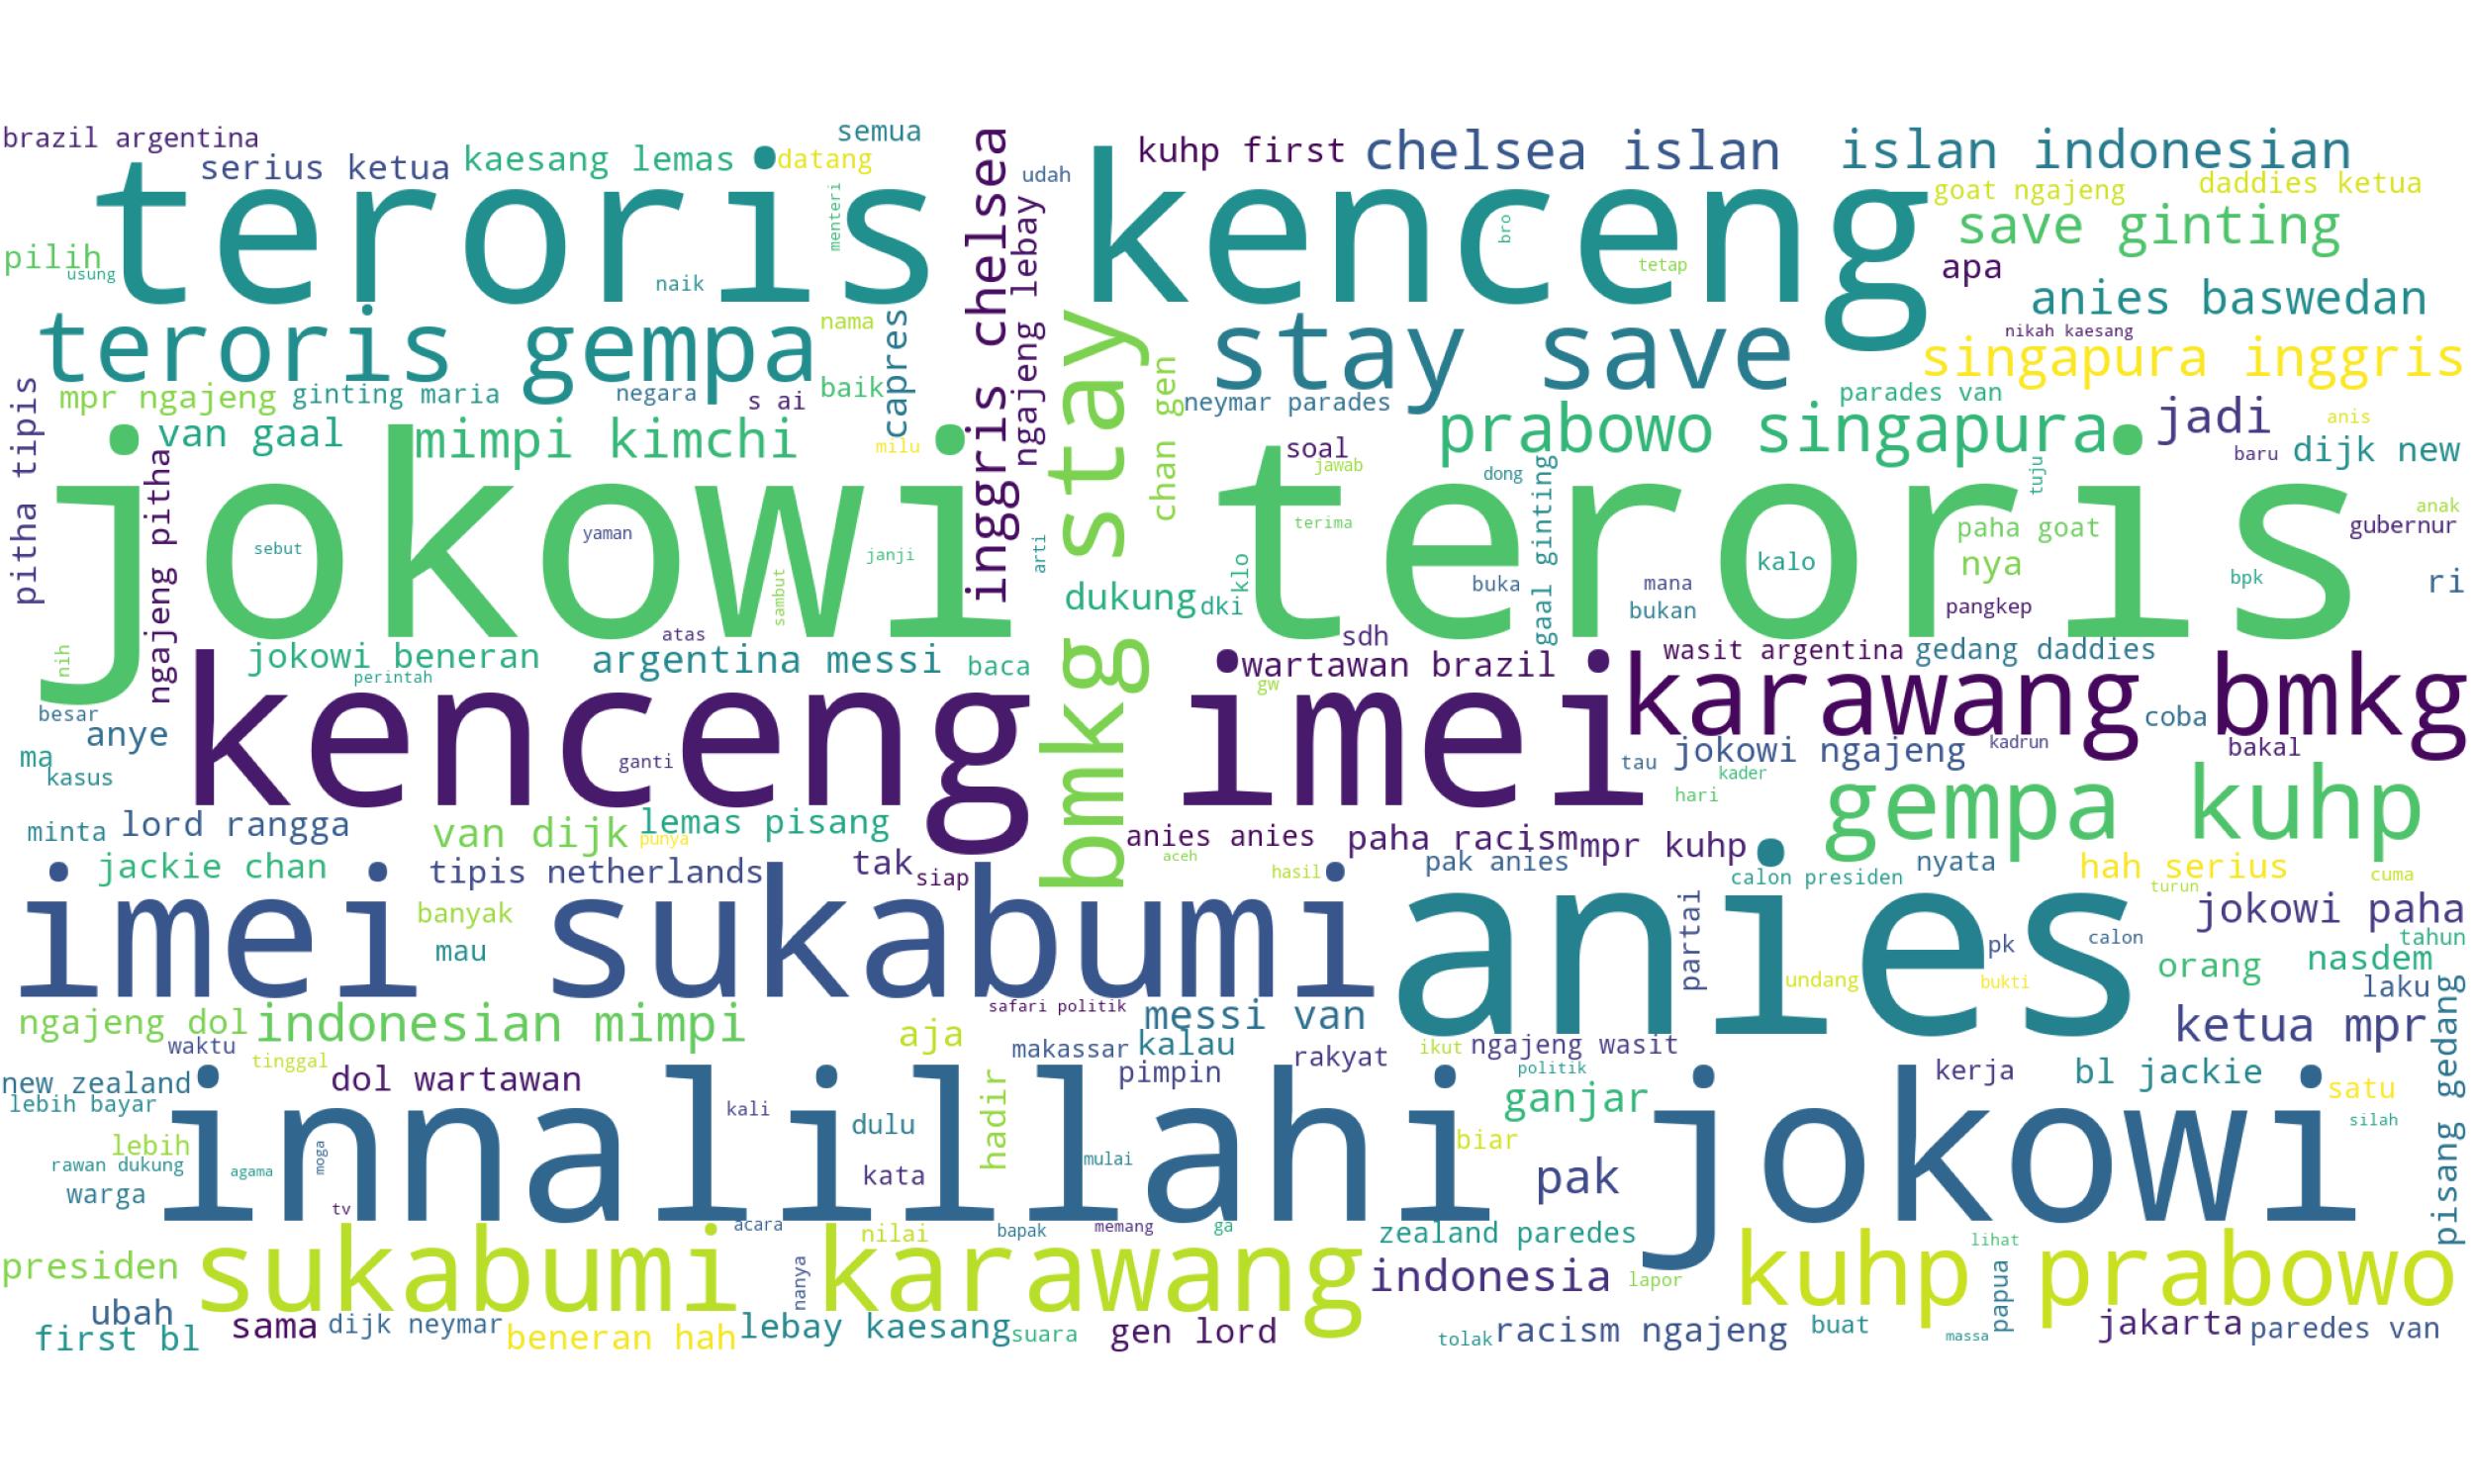 brazil argentina
serius ketua
kaesang lemas
datang
semua
teroris
pilih
usung
naik
menteri
inggris chelsea
udah
ngajeng lebay
kuhp first
chelsea islan
islan indonesian
kenceng
bro
tetap
goat ngajeng
daddies ketua
save ginting
apa
anies baswedan
nikah kaesang
singapura inggris
teroris gempa
nama
capres
stay save
mpr ngajeng
ginting maria
negara
s ai
baik
bmkg stay
chan gen
neymar parades
parades van
prabowo singapura
jadi
anis
baru
dijk new
pitha tipis
ngajeng pitha
van gaal
mimpi kimchi
milu
jokowi
sebut
yaman
sambut
janji
arti
soal
jawab
dong
gaal ginting
tuju
teroris
terima
kalo
paha goat
nya
anak
gubernur
bpk
ri
dukung
dki
klo
buka
mana
bukan
pangkep
nih
jokowi beneran
perintah
atas
argentina messi
baca
sdh
wartawan brazil
gw
wasit argentina
gedang daddies
besar
anye
ma
kasus
kenceng imei
ganti
karawang bmkg
coba
tau
jokowi ngajeng
kadrun
bakal
kader
hari
gempa kuhp
minta
lord rangga
van dijk
punya
lemas pisang
anies anies
aceh
paha racism
mpr kuhp
jackie chan
tipis netherlands
tak
siap
hasil
pak anies
calon presiden
nyata
hah serius
turun
cuma
imei sukabumi
banyak
mau
anies
partai
undang
bukti
pk
calon
jokowi paha
tahun
orang
nasdem
laku
ngajeng dol
indonesian mimpi
waktu
tinggal
aja
safari politik
messi van
makassar
kalau
rakyat
ikut
ngajeng wasit
politik
ketua mpr
pisang gedang
new zealand
lebih bayar
dol wartawan
hadir
pimpin
ganjar
kerja
bl jackie
satu
silah
innalillahi jokowi
kali
dulu
lebih
rawan dukung
agama
moga
warga
tv
kata
mulai
biar
pak
presiden
sukabumi karawang
acara
nanya
nilai
bapak
memang
ga
zealand paredes
indonesia
lapor
kuhp prabowo
lihat
papua
ubah
first bl
sama
dijk neymar
beneran hah
lebay kaesang
suara
gen lord
tolak
racism ngajeng
buat
massa
jakarta
paredes van